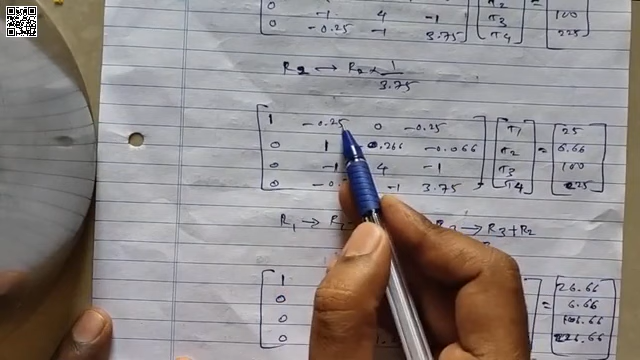 0 -1 4 -1 T3 100
0 -0.25 -1 3.75 T4 225
R2 → R2 × 1/3.75
1 -0.25 0 -0.25 T1 25
0 1 0.266 -0.066 T2 = 6.66
0 -1 4 -1 T3 100
0 -1 3.75 T4 225
R1 → R3 → R3 + R2
1 26.66
0 = 6.66
0 106.66
0